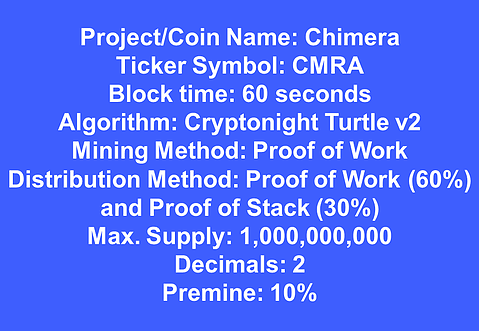 Project/Coin Name: Chimera
Ticker Symbol: CMRA
Block time: 60 seconds
Algorithm: Cryptonight Turtle v2
Mining Method: Proof of Work
Distribution Method: Proof of Work (60%)
and Proof of Stack (30%)
Max. Supply: 1,000,000,000
Decimals: 2
Premine: 10%